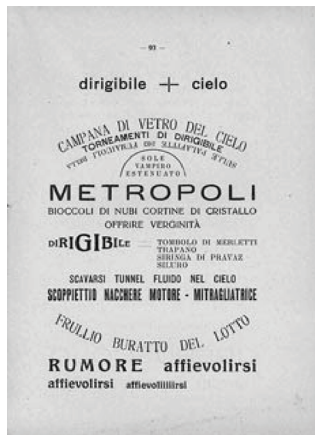 — 93 —
dirigibile + cielo
CAMPANA DI VETRO DEL CIELO
TORNEAMENTI DI DIRIGIBILE
SOLE
VAMPIRO
ESTENUATO
METROPOLI
BIOCCOLI DI NUBI CORTINE DI CRISTALLO
OFFRIRE VERGINITÀ
DIRIGIBILE = TOMBOLO DI MERLETTI
TRAPANO
SIRINGA DI PRAVAZ
SILURO
SCAVARSI TUNNEL FLUIDO NEL CIELO
SCOPPIETTIO NACCHERE MOTORE - MITRAGLIATRICE
FRULLIO BURATTO DEL LOTTO
RUMORE affievolirsi
affievolirsi affievoliiiiirsi